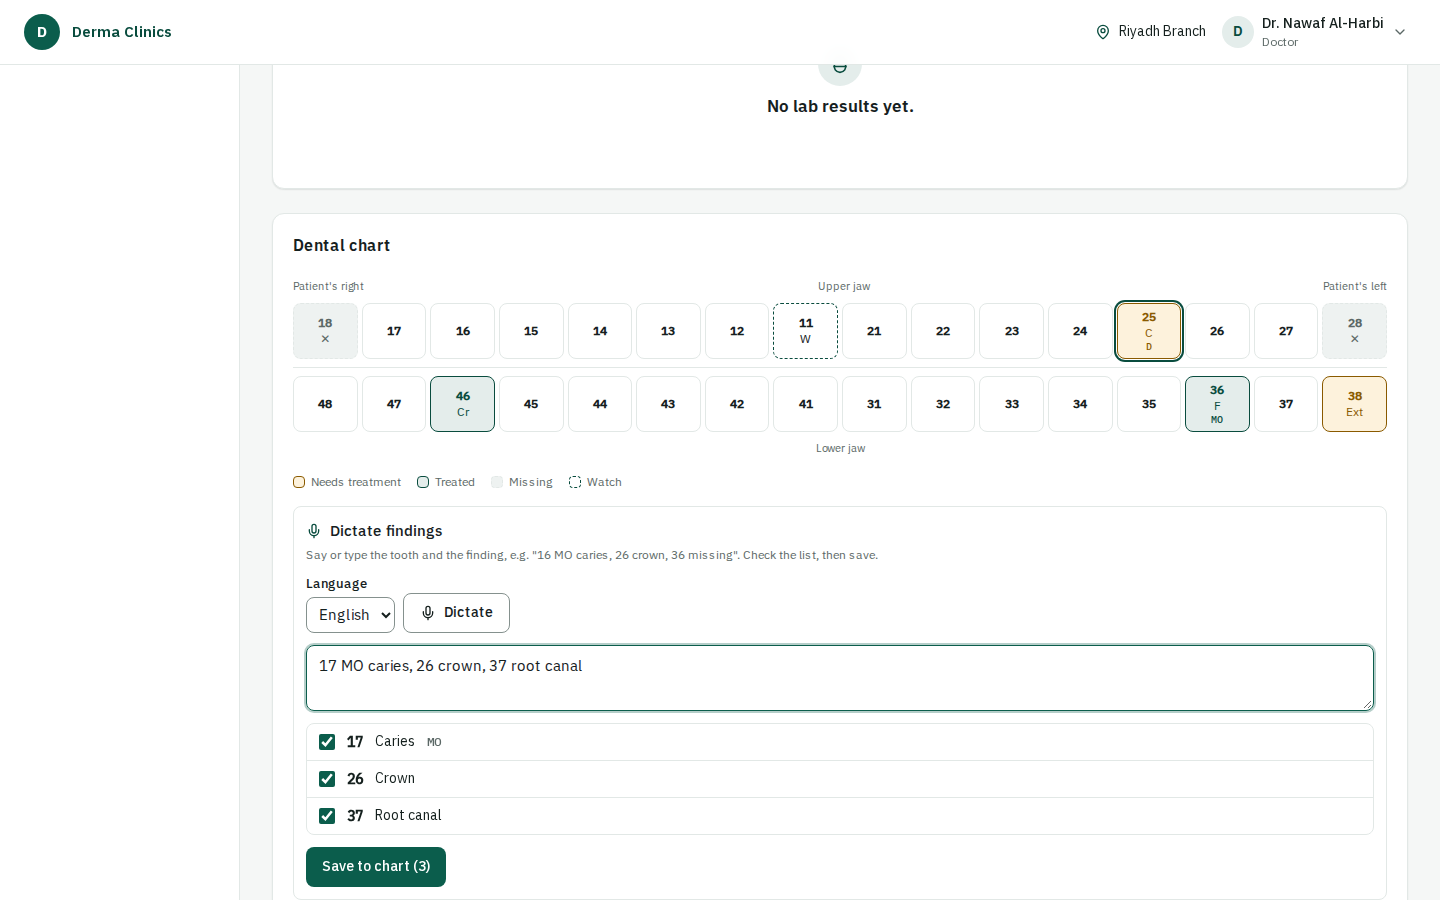 D Derma Clinics Riyadh Branch D Dr. Nawaf Al-Harbi
Doctor
No lab results yet.
Dental chart
Patient's right Upper jaw Patient's left
18 17 16 15 14 13 12 11 21 22 23 24 25 26 27 28
× W C ×
D
48 47 46 45 44 43 42 41 31 32 33 34 35 36 37 38
Cr F Ext
MO
Lower jaw
Needs treatment Treated Missing Watch
Dictate findings
Say or type the tooth and the finding, e.g. "16 MO caries, 26 crown, 36 missing". Check the list, then save.
Language
English Dictate
17 MO caries, 26 crown, 37 root canal
17 Caries MO
26 Crown
37 Root canal
Save to chart (3)